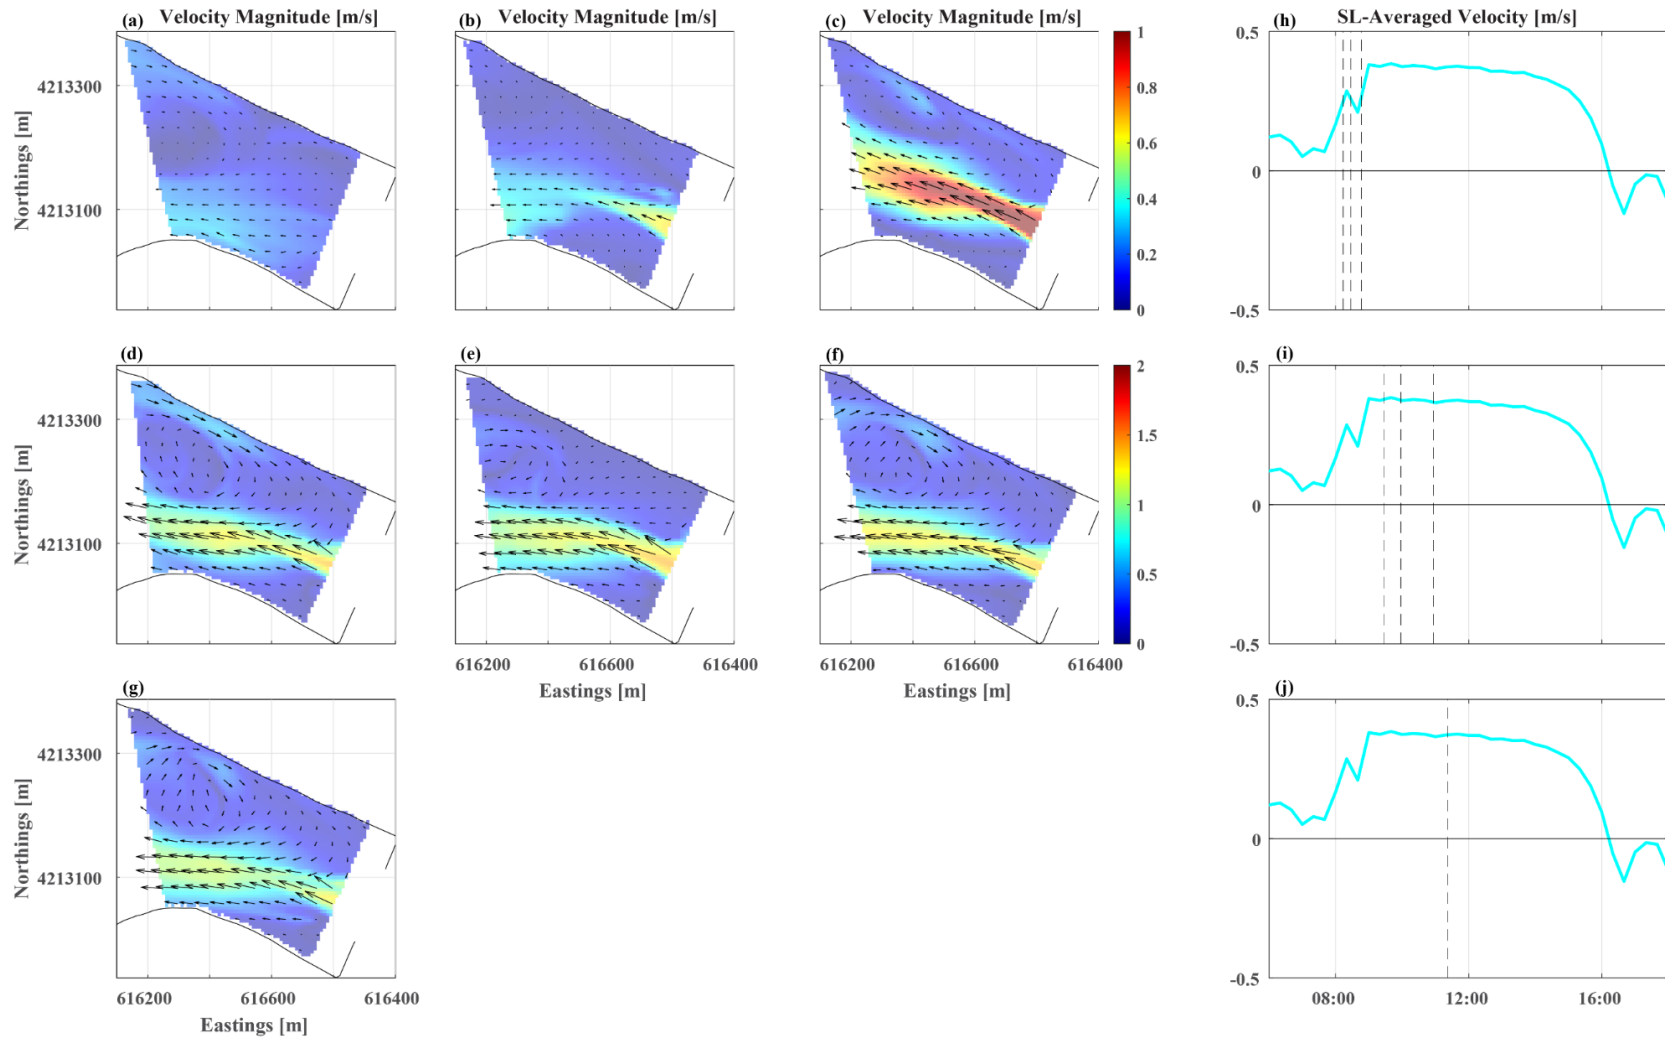 (a) Velocity Magnitude [m/s]
(b) Velocity Magnitude [m/s]
(c) Velocity Magnitude [m/s]
(h) SL-Averaged Velocity [m/s]
Northings [m]
4213300
4213100
1
0.8
0.6
0.4
0.2
0
0.5
0
-0.5
(d)
(e)
(f)
(i)
Northings [m]
4213300
4213100
616200 616600 616400
Eastings [m]
616200 616600 616400
Eastings [m]
2
1.5
1
0.5
0
0.5
0
-0.5
(g)
(j)
Northings [m]
4213300
4213100
616200 616600 616400
Eastings [m]
0.5
0
-0.5
08:00 12:00 16:00